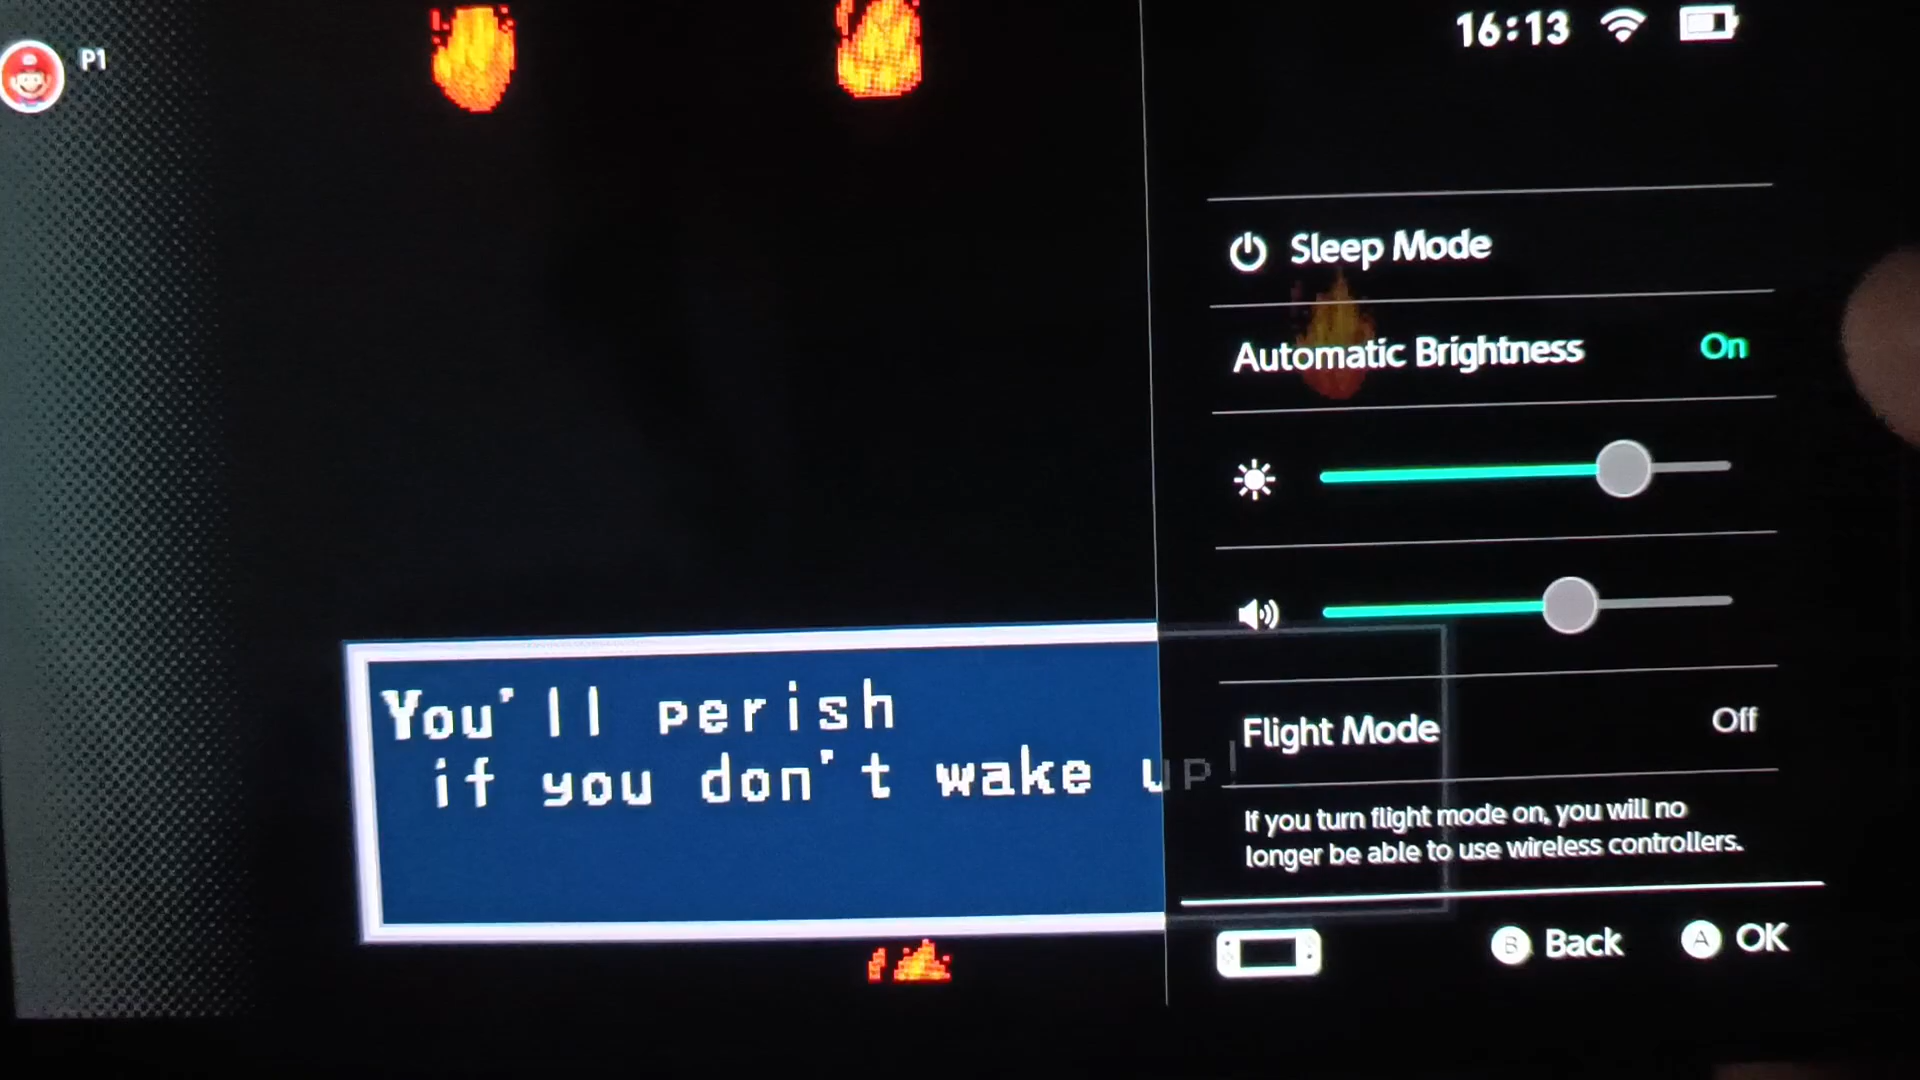 P1
16:13
Sleep Mode
Automatic Brightness On
You'll perish
if you don't wake up!
Flight Mode Off
If you turn flight mode on, you will no
longer be able to use wireless controllers.
B Back A OK